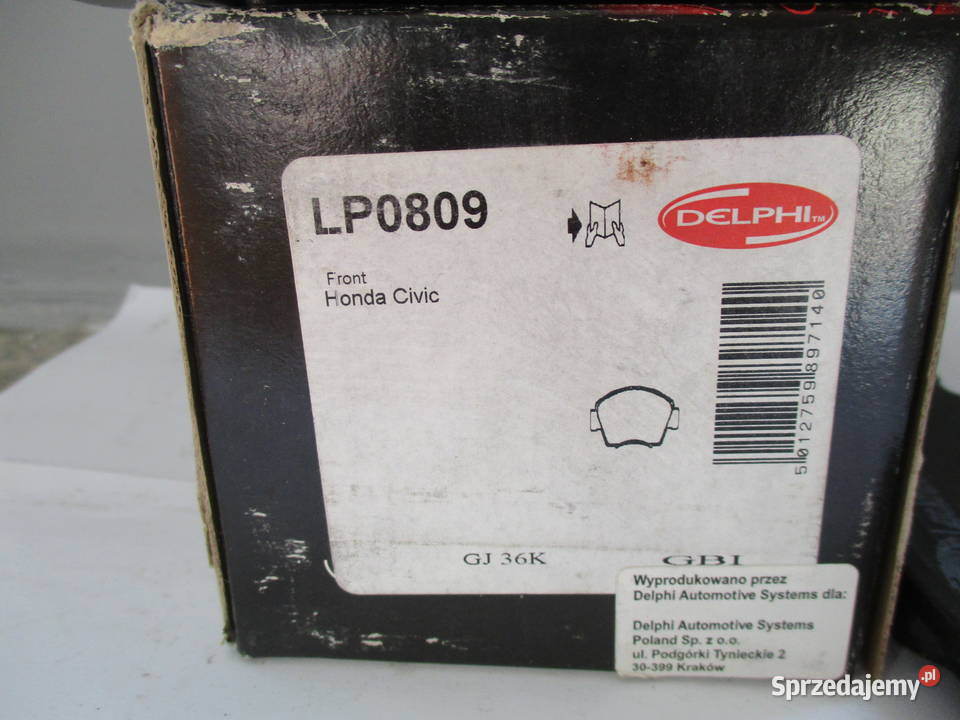 LP0809
DELPHI™
Front
Honda Civic
5012759897140
GJ 36K
GBI
Wyprodukowano przez
Delphi Automotive Systems dla:
Delphi Automotive Systems
Poland Sp. z o.o.
ul. Podgórki Tynieckie 2
30-399 Kraków
Sprzedajemy.pl